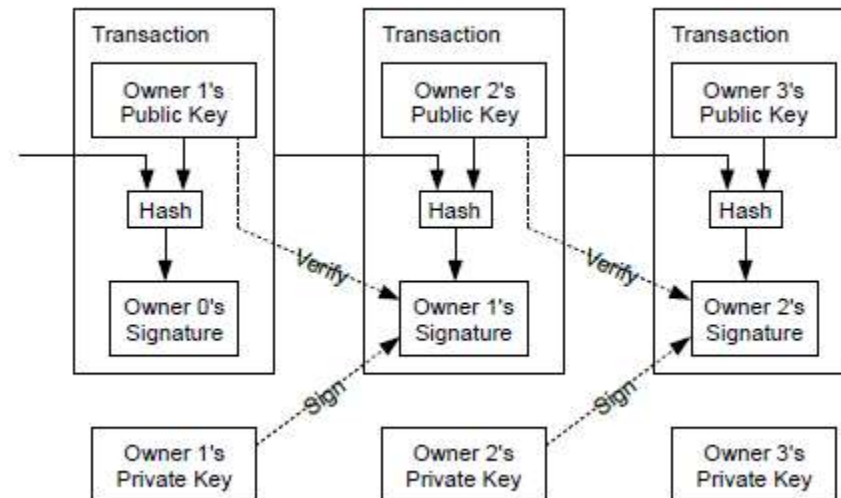 Transaction
Owner 1's
Public Key
Hash
Owner 0's
Signature
Transaction
Owner 2's
Public Key
Hash
Verify
Owner 1's
Signature
Sign
Transaction
Owner 3's
Public Key
Hash
Verify
Owner 2's
Signature
Sign
Owner 1's
Private Key
Owner 2's
Private Key
Owner 3's
Private Key